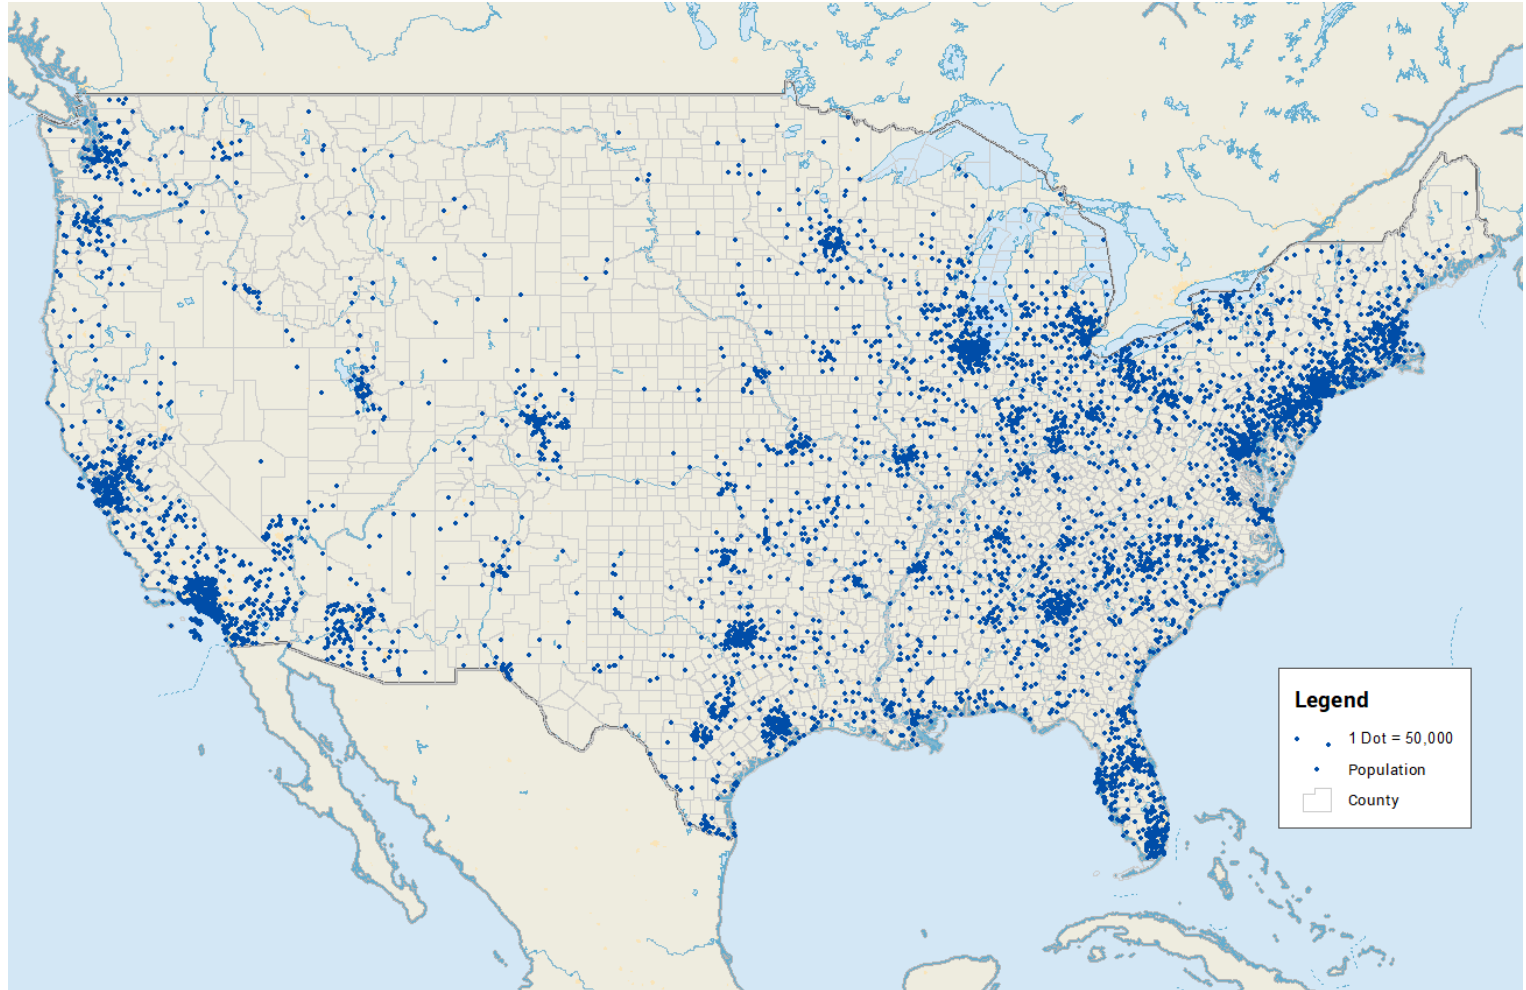 Legend
1 Dot = 50,000
Population
County